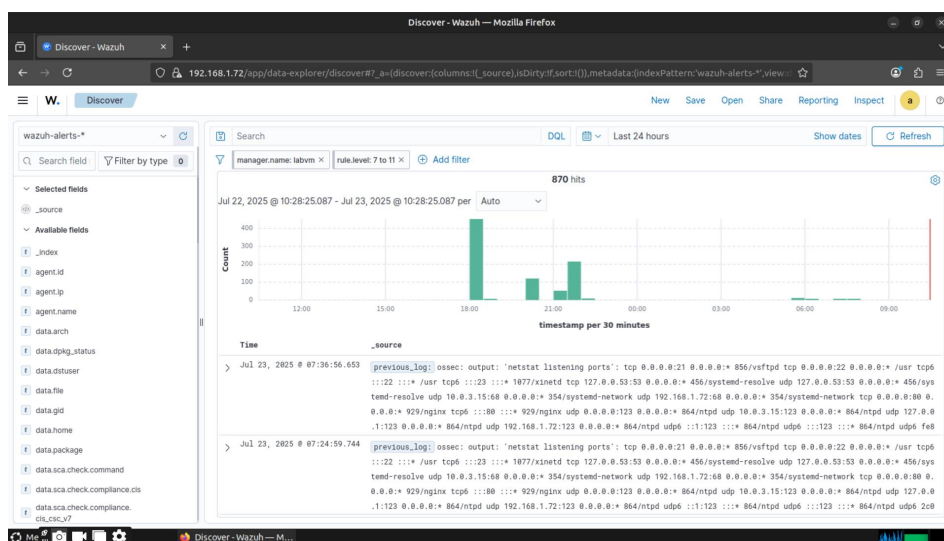 Discover - Wazuh — Mozilla Firefox
Discover - Wazuh
192.168.1.72/app/data-explorer/discover#?_a=(discover:(columns:!(_source),isDirty:!f,sort:!()),metadata:(indexPattern:'wazuh-alerts-*',view:
W. Discover New Save Open Share Reporting Inspect a
wazuh-alerts-*
Search DQL Last 24 hours Show dates Refresh
Search field Filter by type 0
manager.name: labvm × rule.level: 7 to 11 × Add filter
Selected fields
_source
Available fields
t _index
t agent.id
t agent.ip
t agent.name
t data.arch
t data.dpkg_status
t data.dstuser
t data.file
t data.gid
t data.home
t data.package
t data.sca.check.command
t data.sca.check.compliance.cis
t data.sca.check.compliance.
cis_csc_v7
870 hits
Jul 22, 2025 @ 10:28:25.087 - Jul 23, 2025 @ 10:28:25.087 per Auto
Count
400
300
200
100
0
12:00 15:00 18:00 21:00 00:00 03:00 06:00 09:00
timestamp per 30 minutes
Time _source
Jul 23, 2025 @ 07:36:56.653 previous_log: ossec: output: 'netstat listening ports': tcp 0.0.0.0:21 0.0.0.0:* 856/vsftpd tcp 0.0.0.0:22 0.0.0.0:* /usr tcp6
:::22 :::* /usr tcp6 :::23 :::* 1077/xinetd tcp 127.0.0.53:53 0.0.0.0:* 456/systemd-resolve udp 127.0.0.53:53 0.0.0.0:* 456/sys
temd-resolve udp 10.0.3.15:68 0.0.0.0:* 354/systemd-network udp 192.168.1.72:68 0.0.0.0:* 354/systemd-network tcp 0.0.0.0:80 0.
0.0.0:* 929/nginx tcp6 :::80 :::* 929/nginx udp 0.0.0.0:123 0.0.0.0:* 864/ntpd udp 10.0.3.15:123 0.0.0.0:* 864/ntpd udp 127.0.0
.1:123 0.0.0.0:* 864/ntpd udp 192.168.1.72:123 0.0.0.0:* 864/ntpd udp6 ::1:123 :::* 864/ntpd udp6 :::123 :::* 864/ntpd udp6 fe8
Jul 23, 2025 @ 07:24:59.744 previous_log: ossec: output: 'netstat listening ports': tcp 0.0.0.0:21 0.0.0.0:* 856/vsftpd tcp 0.0.0.0:22 0.0.0.0:* /usr tcp6
:::22 :::* /usr tcp6 :::23 :::* 1077/xinetd tcp 127.0.0.53:53 0.0.0.0:* 456/systemd-resolve udp 127.0.0.53:53 0.0.0.0:* 456/sys
temd-resolve udp 10.0.3.15:68 0.0.0.0:* 354/systemd-network udp 192.168.1.72:68 0.0.0.0:* 354/systemd-network tcp 0.0.0.0:80 0.
0.0.0:* 929/nginx tcp6 :::80 :::* 929/nginx udp 0.0.0.0:123 0.0.0.0:* 864/ntpd udp 10.0.3.15:123 0.0.0.0:* 864/ntpd udp 127.0.0
.1:123 0.0.0.0:* 864/ntpd udp 192.168.1.72:123 0.0.0.0:* 864/ntpd udp6 ::1:123 :::* 864/ntpd udp6 :::123 :::* 864/ntpd udp6 2c0
Me Discover - Wazuh — M...